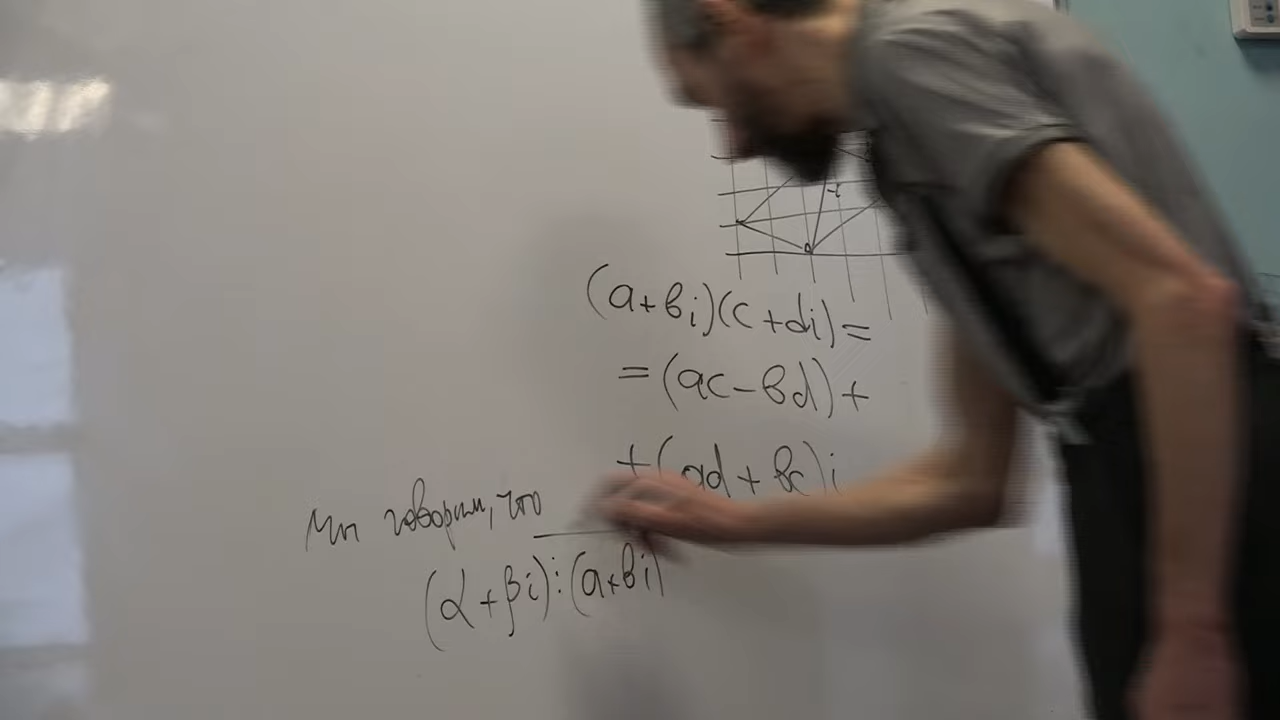 -i
(a+bi)(c+di)=
=(ac-bd)+
+(ad+bc)i
Мы говорим, что
(α+βi)⋮(a+bi)